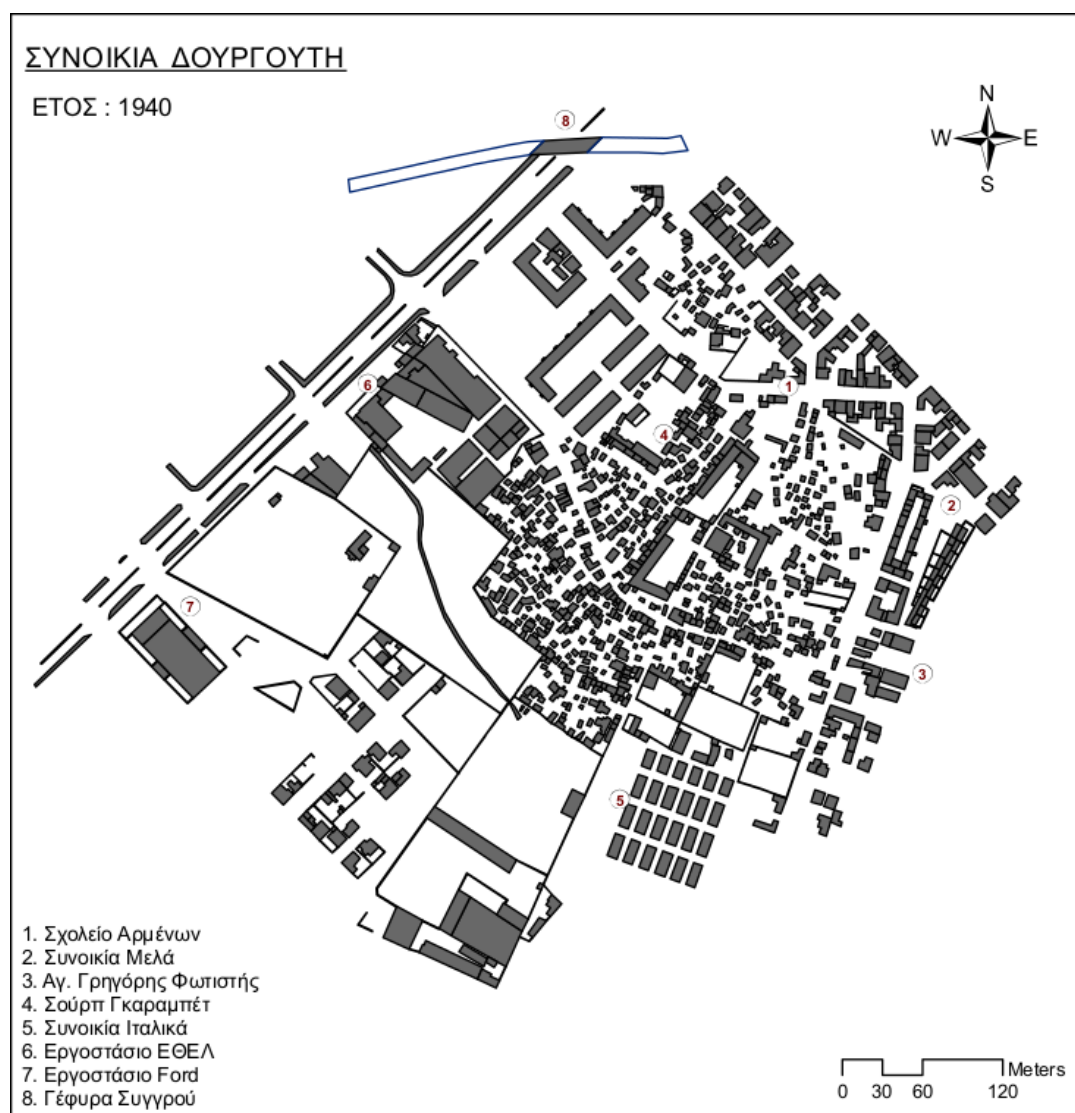 ΣΥΝΟΙΚΙΑ ΔΟΥΡΓΟΥΤΗ
ΕΤΟΣ : 1940
N
W E
S
8
1
6
4
2
7
3
5
1. Σχολείο Αρμένων
2. Συνοικία Μελά
3. Αγ. Γρηγόρης Φωτιστής
4. Σούρπ Γκαραμπέτ
5. Συνοικία Ιταλικά
6. Εργοστάσιο ΕΘΕΛ
7. Εργοστάσιο Ford
8. Γέφυρα Συγγρού
Meters
0 30 60 120